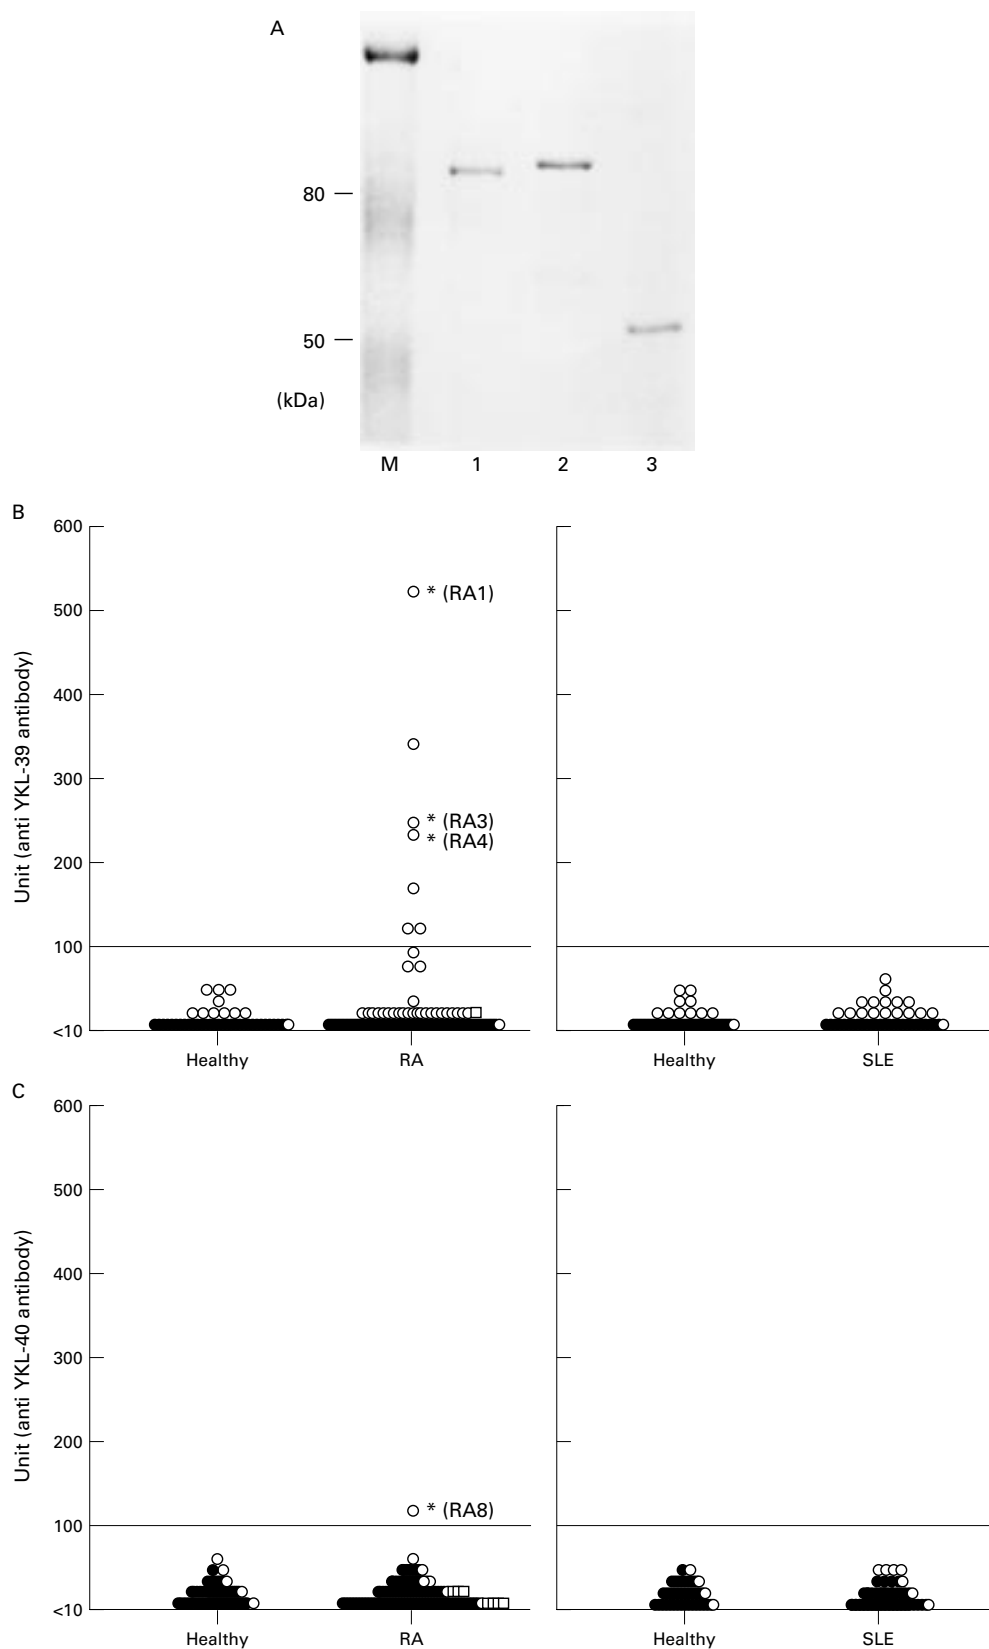 A
80
50
(kDa)
M 1 2 3
B
Unit (anti YKL-39 antibody)
600
500
400
300
200
100
<10
* (RA1)
* (RA3)
* (RA4)
Healthy RA Healthy SLE
C
Unit (anti YKL-40 antibody)
600
500
400
300
200
100
<10
* (RA8)
Healthy RA Healthy SLE